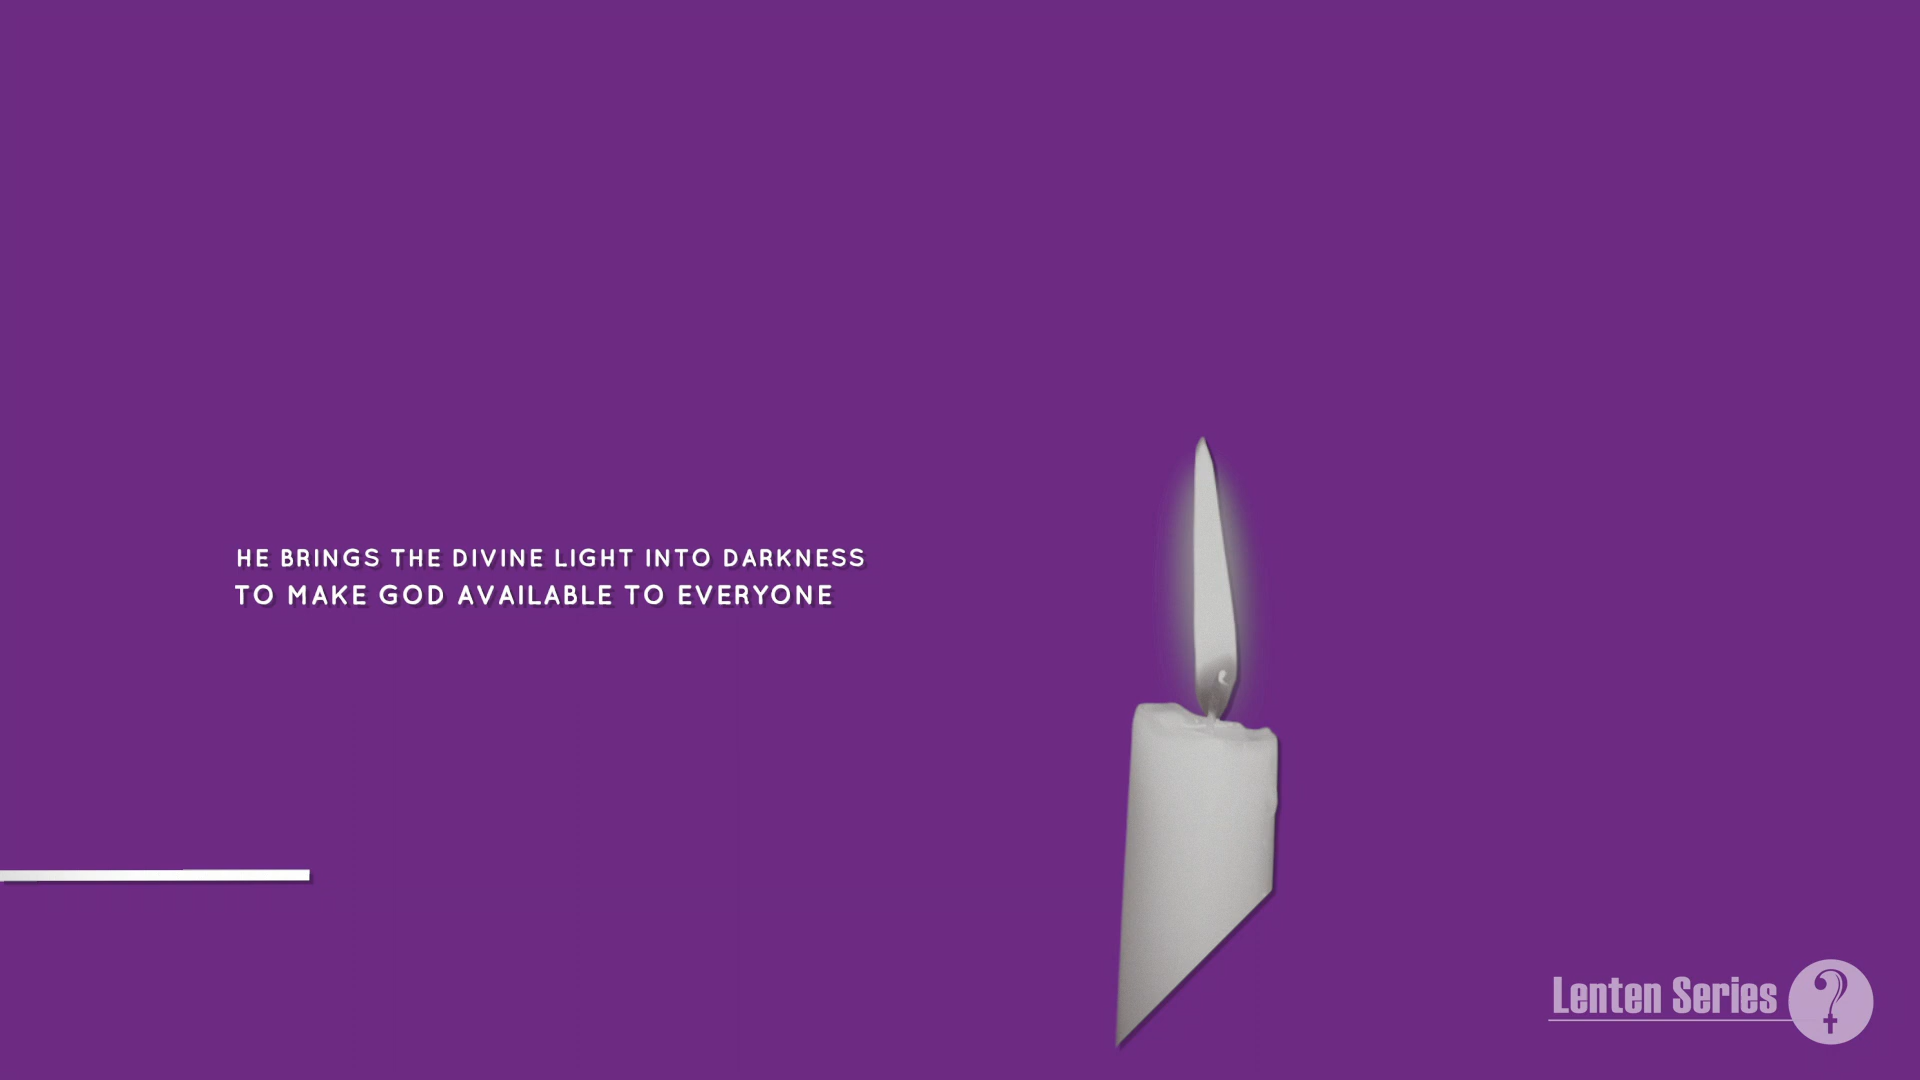 HE BRINGS THE DIVINE LIGHT INTO DARKNESS
TO MAKE GOD AVAILABLE TO EVERYONE
Lenten Series